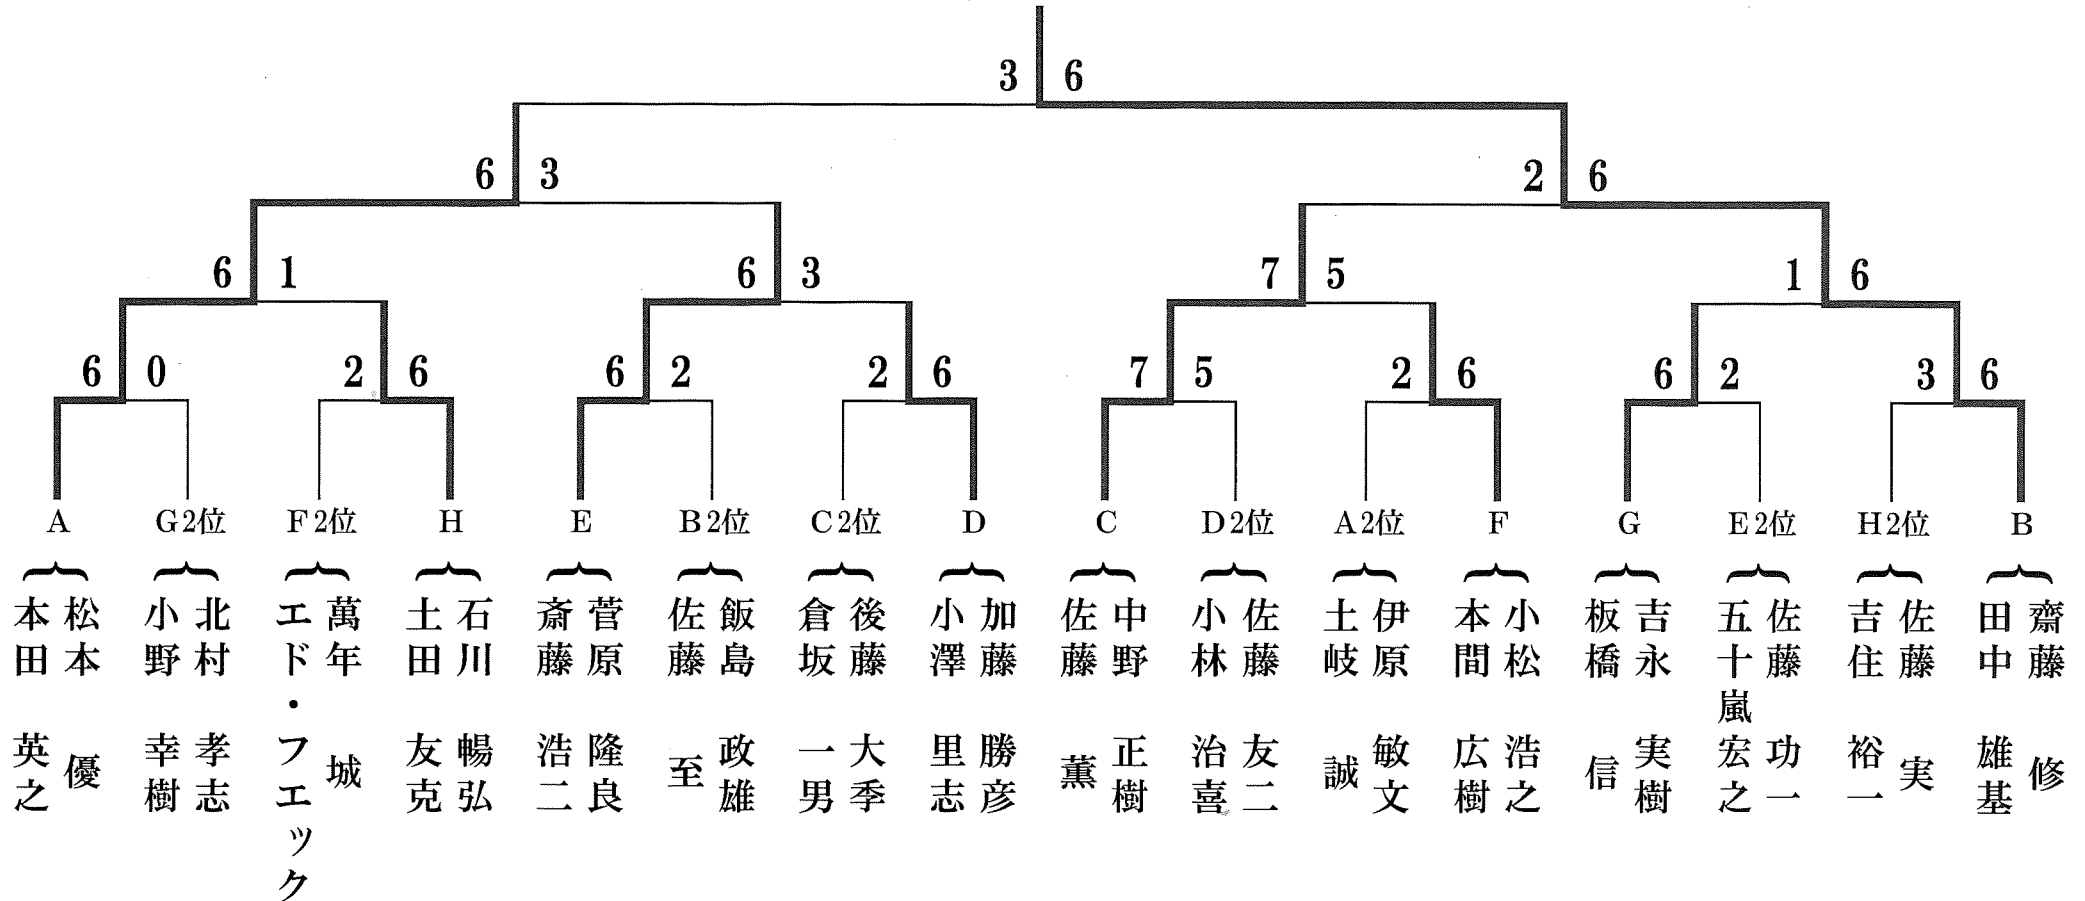 3 6
6 3 2 6
6 1 6 3 7 5 1 6
6 0 2 6 6 2 2 6 7 5 2 6 6 2 3 6
A G2位 F2位 H E B2位 C2位 D C D2位 A2位 F G E2位 H2位 B
松本 優
本田 英之
北村 孝志
小野 幸樹
萬年 城
エド・フエック
石川 暢弘
土田 友克
菅原 隆良
斎藤 浩二
飯島 政雄
佐藤 至
後藤 大季
倉坂 一男
加藤 勝彦
小澤 里志
中野 正樹
佐藤 薫
佐藤 友二
小林 治喜
伊原 敏文
土岐 誠
小松 浩之
本間 広樹
吉永 実樹
板橋 信
佐藤 功一
五十嵐 宏之
佐藤 実
吉住 裕一
齋藤 修
田中 雄基